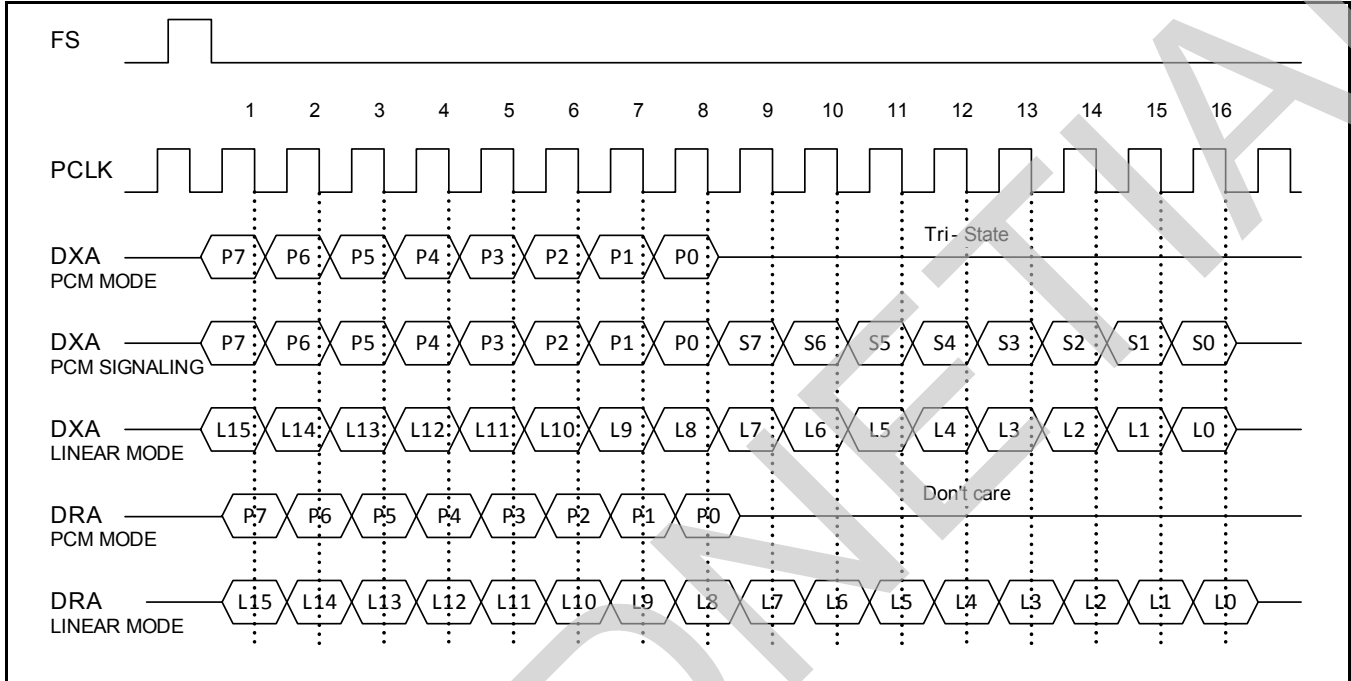 FS
1 2 3 4 5 6 7 8 9 10 11 12 13 14 15 16
PCLK
Tri-State
DXA P7 P6 P5 P4 P3 P2 P1 P0
PCM MODE
DXA P7 P6 P5 P4 P3 P2 P1 P0 S7 S6 S5 S4 S3 S2 S1 S0
PCM SIGNALING
DXA L15 L14 L13 L12 L11 L10 L9 L8 L7 L6 L5 L4 L3 L2 L1 L0
LINEAR MODE
Don't care
DRA P7 P6 P5 P4 P3 P2 P1 P0
PCM MODE
DRA L15 L14 L13 L12 L11 L10 L9 L8 L7 L6 L5 L4 L3 L2 L1 L0
LINEAR MODE